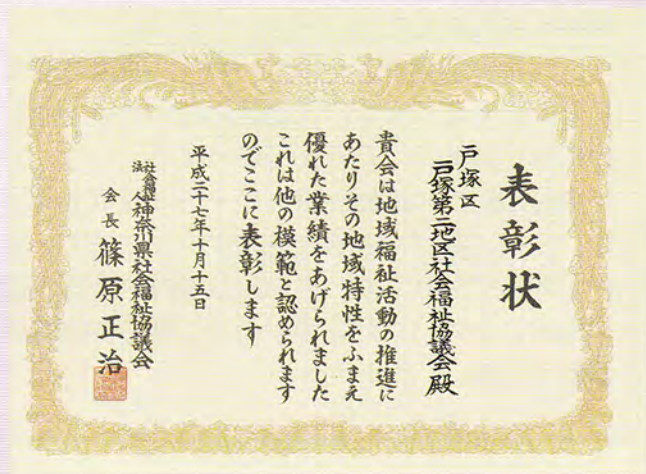 表彰状
戸塚区
戸塚第二地区社会福祉協議会殿
貴会は地域福祉活動の推進に
あたりその地域特性をふまえ
優れた業績をあげられました
これは他の模範と認められます
のでここに表彰します
平成二十七年十月十五日
社会福祉法人神奈川県社会福祉協議会
会長 篠原正治